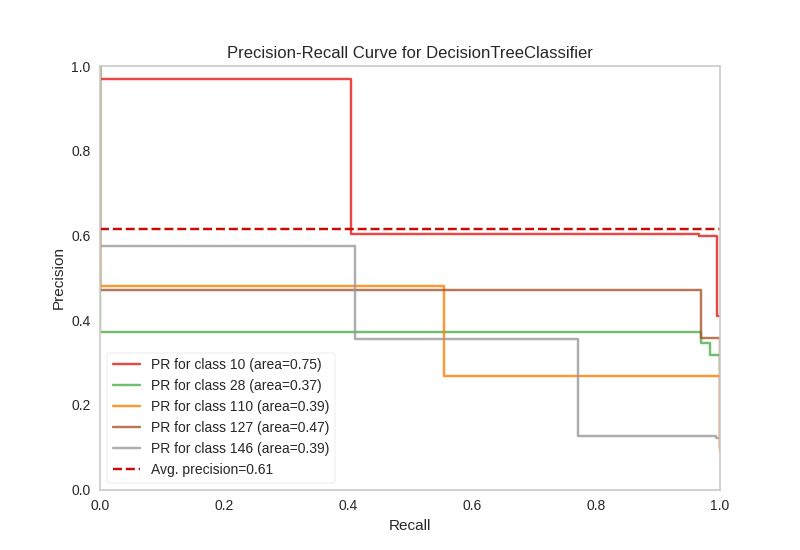 Precision-Recall Curve for DecisionTreeClassifier
1.0
0.8
0.6
0.4
0.2
0.0
Precision
PR for class 10 (area=0.75)
PR for class 28 (area=0.37)
PR for class 110 (area=0.39)
PR for class 127 (area=0.47)
PR for class 146 (area=0.39)
Avg. precision=0.61
0.0 0.2 0.4 0.6 0.8 1.0
Recall